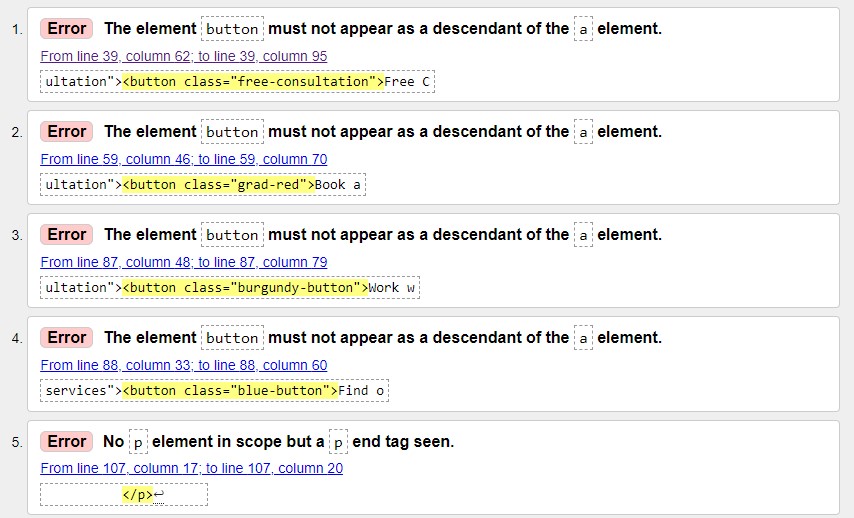 1. Error The element button must not appear as a descendant of the a element.
From line 39, column 62; to line 39, column 95
ultation"><button class="free-consultation">Free C
2. Error The element button must not appear as a descendant of the a element.
From line 59, column 46; to line 59, column 70
ultation"><button class="grad-red">Book a
3. Error The element button must not appear as a descendant of the a element.
From line 87, column 48; to line 87, column 79
ultation"><button class="burgundy-button">Work w
4. Error The element button must not appear as a descendant of the a element.
From line 88, column 33; to line 88, column 60
services"><button class="blue-button">Find o
5. Error No p element in scope but a p end tag seen.
From line 107, column 17; to line 107, column 20
</p>↩